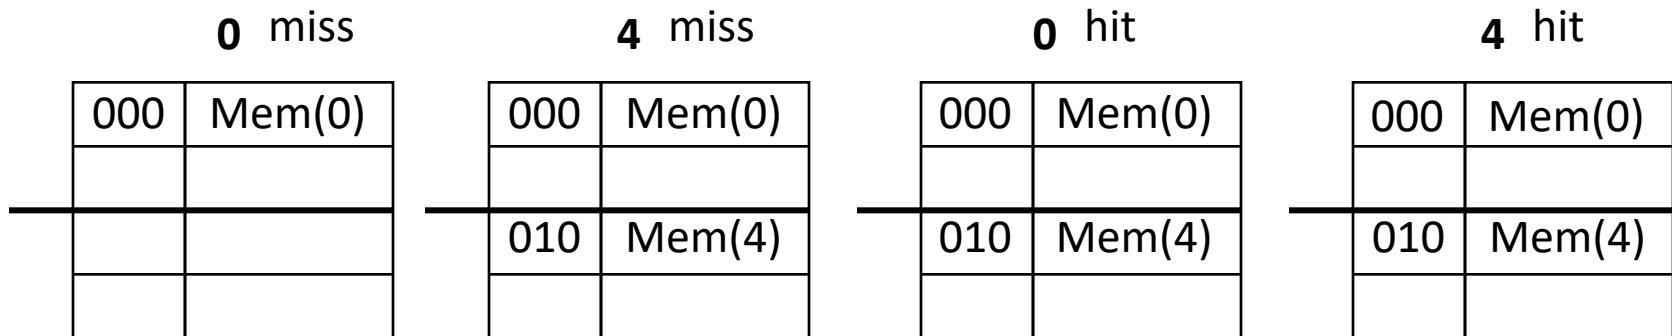 0 miss 4 miss 0 hit 4 hit
000 Mem(0) 000 Mem(0) 000 Mem(0) 000 Mem(0)
010 Mem(4) 010 Mem(4) 010 Mem(4)